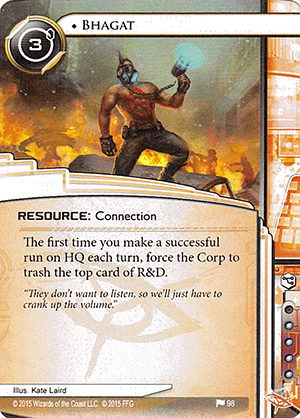 3
• BHAGAT
RESOURCE: Connection
The first time you make a successful
run on HQ each turn, force the Corp to
trash the top card of R&D.
“They don’t want to listen, so we’ll just have to
crank up the volume.”
Illus. Kate Laird
© 2015 Wizards of the Coast LLC. © 2015 FFG
98